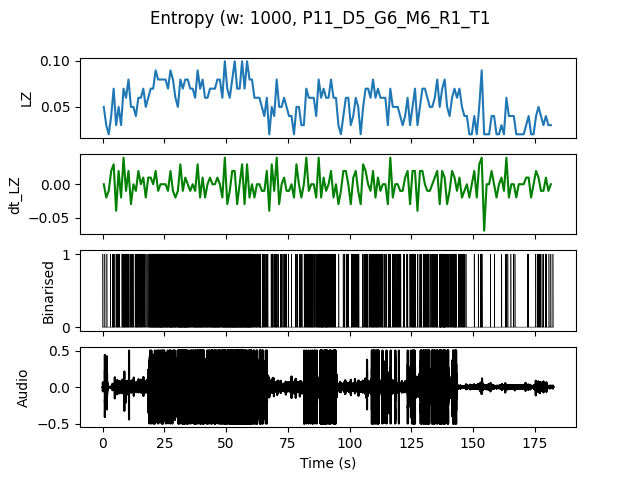 Entropy (w: 1000, P11_D5_G6_M6_R1_T1
0.10
0.05
LZ
0.00
−0.05
dt_LZ
1
0
Binarised
0.5
0.0
−0.5
Audio
0 25 50 75 100 125 150 175
Time (s)